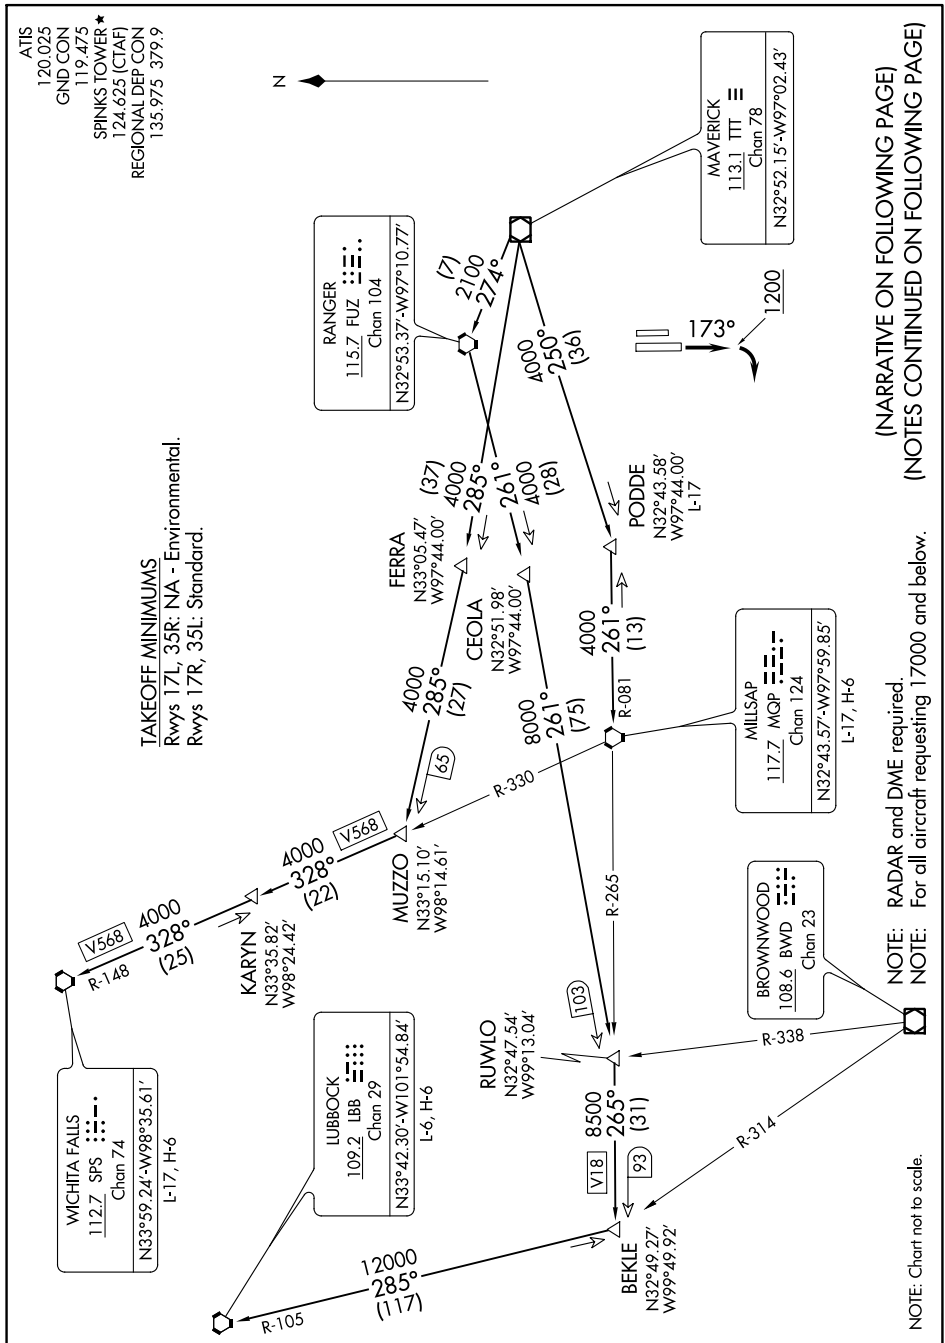 ATIS
120.025
GND CON
119.475
SPINKS TOWER★
124.625 (CTAF)
REGIONAL DEP CON
135.975 379.9
N
TAKEOFF MINIMUMS
Rwys 17L, 35R: NA - Environmental.
Rwys 17R, 35L: Standard.
WICHITA FALLS
112.7 SPS
Chan 74
N33°59.24'-W98°35.61'
L-17, H-6
R-148
V568
4000
328°
(25)
KARYN
N33°35.82'
W98°24.42'
4000
328°
(22)
V568
MUZZO
N33°15.10'
W98°14.61'
65
4000
285°
(27)
FERRA
N33°05.47'
W97°44.00'
(37)
4000
285°
RANGER
115.7 FUZ
Chan 104
N32°53.37'-W97°10.77'
(7)
2100
274°
MAVERICK
113.1 TTT
Chan 78
N32°52.15'-W97°02.43'
LUBBOCK
109.2 LBB
Chan 29
N33°42.30'-W101°54.84'
L-6, H-6
R-105
12000
285°
(117)
BEKLE
N32°49.27'
W99°49.92'
V18
93
8500
265°
(31)
RUWLO
N32°47.54'
W99°13.04'
103
8000
261°
(75)
CEOLA
N32°51.98'
W97°44.00'
261°
4000
(28)
4000
250°
(36)
PODDE
N32°43.58'
W97°44.00'
L-17
4000
261°
(13)
R-081
R-330
R-265
MILLSAP
117.7 MQP
Chan 124
N32°43.57'-W97°59.85'
L-17, H-6
BROWNWOOD
108.6 BWD
Chan 23
R-338
R-314
173°
1200
NOTE: RADAR and DME required.
NOTE: For all aircraft requesting 17000 and below.
(NARRATIVE ON FOLLOWING PAGE)
(NOTES CONTINUED ON FOLLOWING PAGE)
NOTE: Chart not to scale.